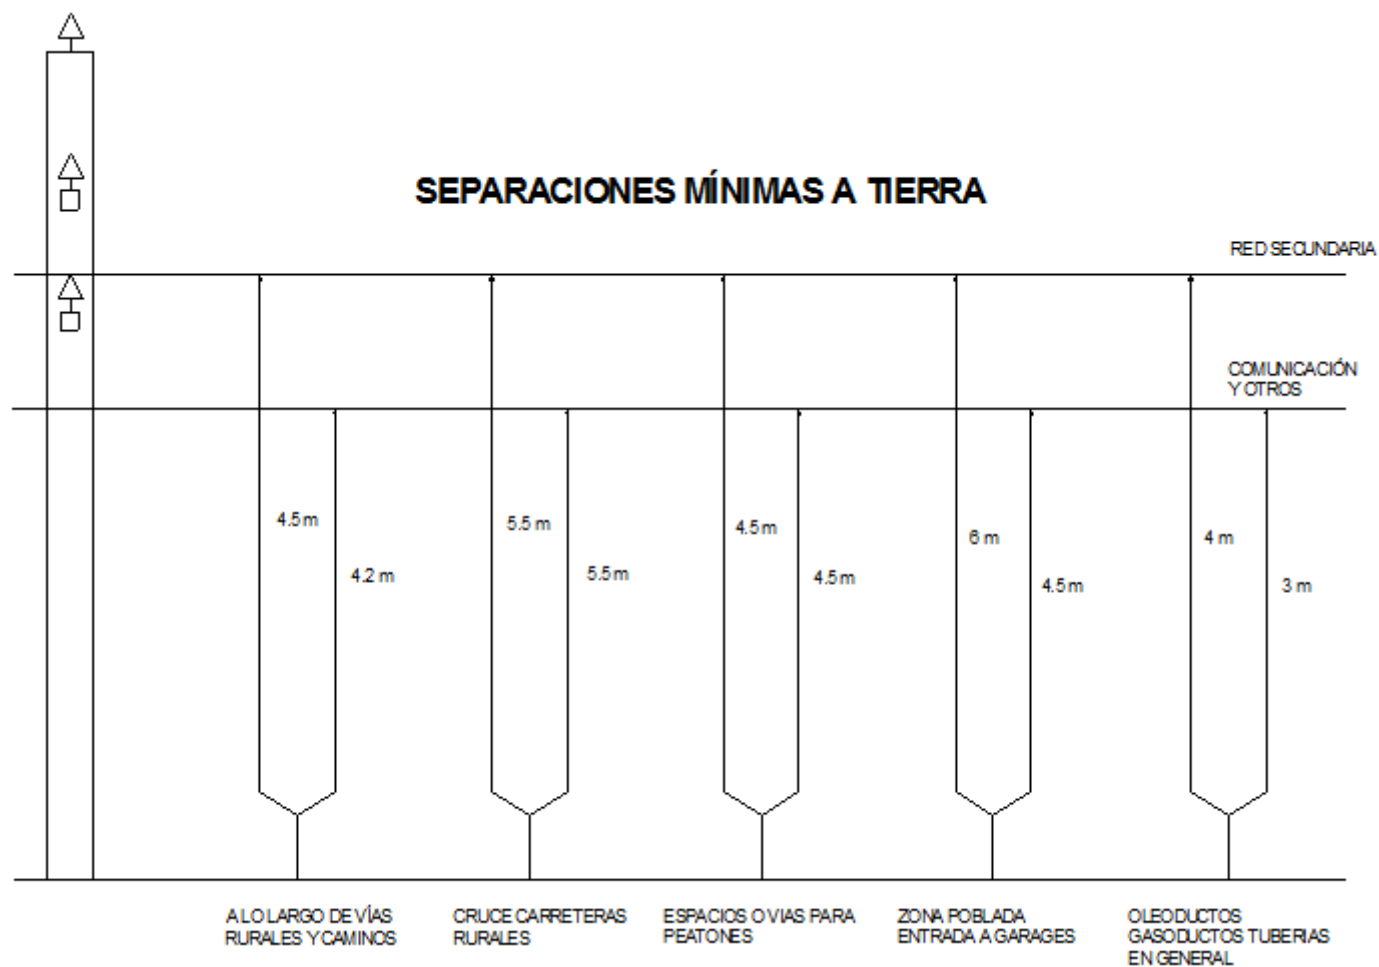 SEPARACIONES MÍNIMAS A TIERRA
RED SECUNDARIA
COMUNICACIÓN
Y OTROS
4.5 m
4.2 m
5.5 m
5.5 m
4.5 m
4.5 m
6 m
4.5 m
4 m
3 m
A LO LARGO DE VÍAS
RURALES Y CAMINOS
CRUCE CARRETERAS
RURALES
ESPACIOS O VIAS PARA
PEATONES
ZONA POBLADA
ENTRADA A GARAGES
OLEODUCTOS
GASODUCTOS TUBERIAS
EN GENERAL